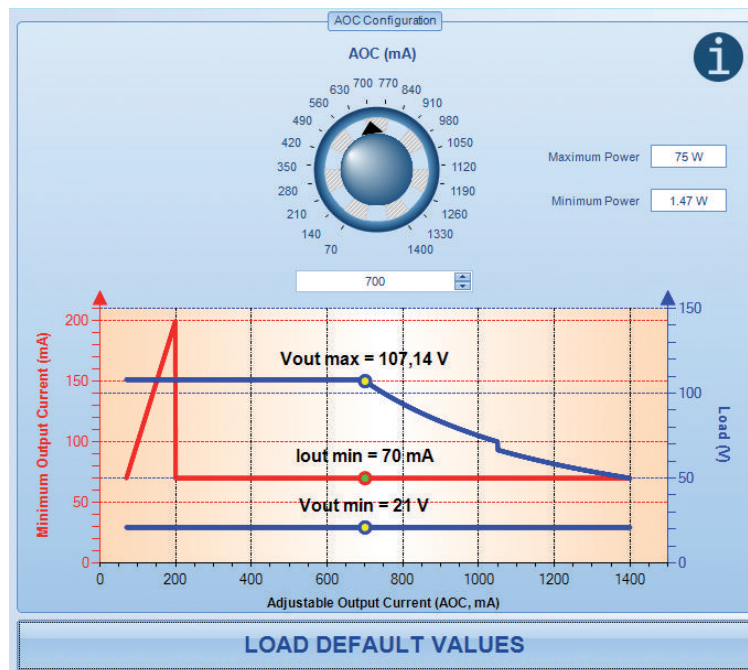 AOC Configuration
AOC (mA)
i
70
140
210
280
350
420
490
560
630
700
770
840
910
980
1050
1120
1190
1260
1330
1400
Maximum Power 75 W
Minimum Power 1.47 W
700
Minimum Output Current (mA)
200
150
100
50
0
Vout max = 107,14 V
Iout min = 70 mA
Vout min = 21 V
150
100
50
0
Load (V)
0 200 400 600 800 1000 1200 1400
Adjustable Output Current (AOC, mA)
LOAD DEFAULT VALUES